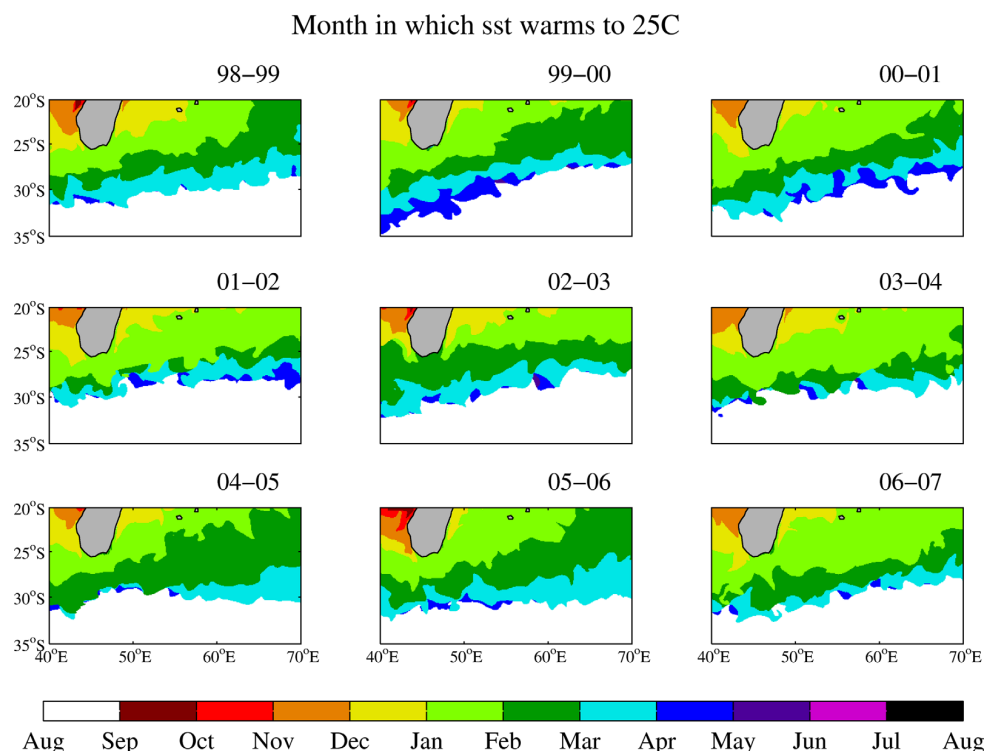 Month in which sst warms to 25C
98−99 99−00 00−01
20°S
25°S
30°S
35°S
01−02 02−03 03−04
20°S
25°S
30°S
35°S
04−05 05−06 06−07
20°S
25°S
30°S
35°S
40°E 50°E 60°E 70°E 40°E 50°E 60°E 70°E 40°E 50°E 60°E 70°E
Aug Sep Oct Nov Dec Jan Feb Mar Apr May Jun Jul Aug